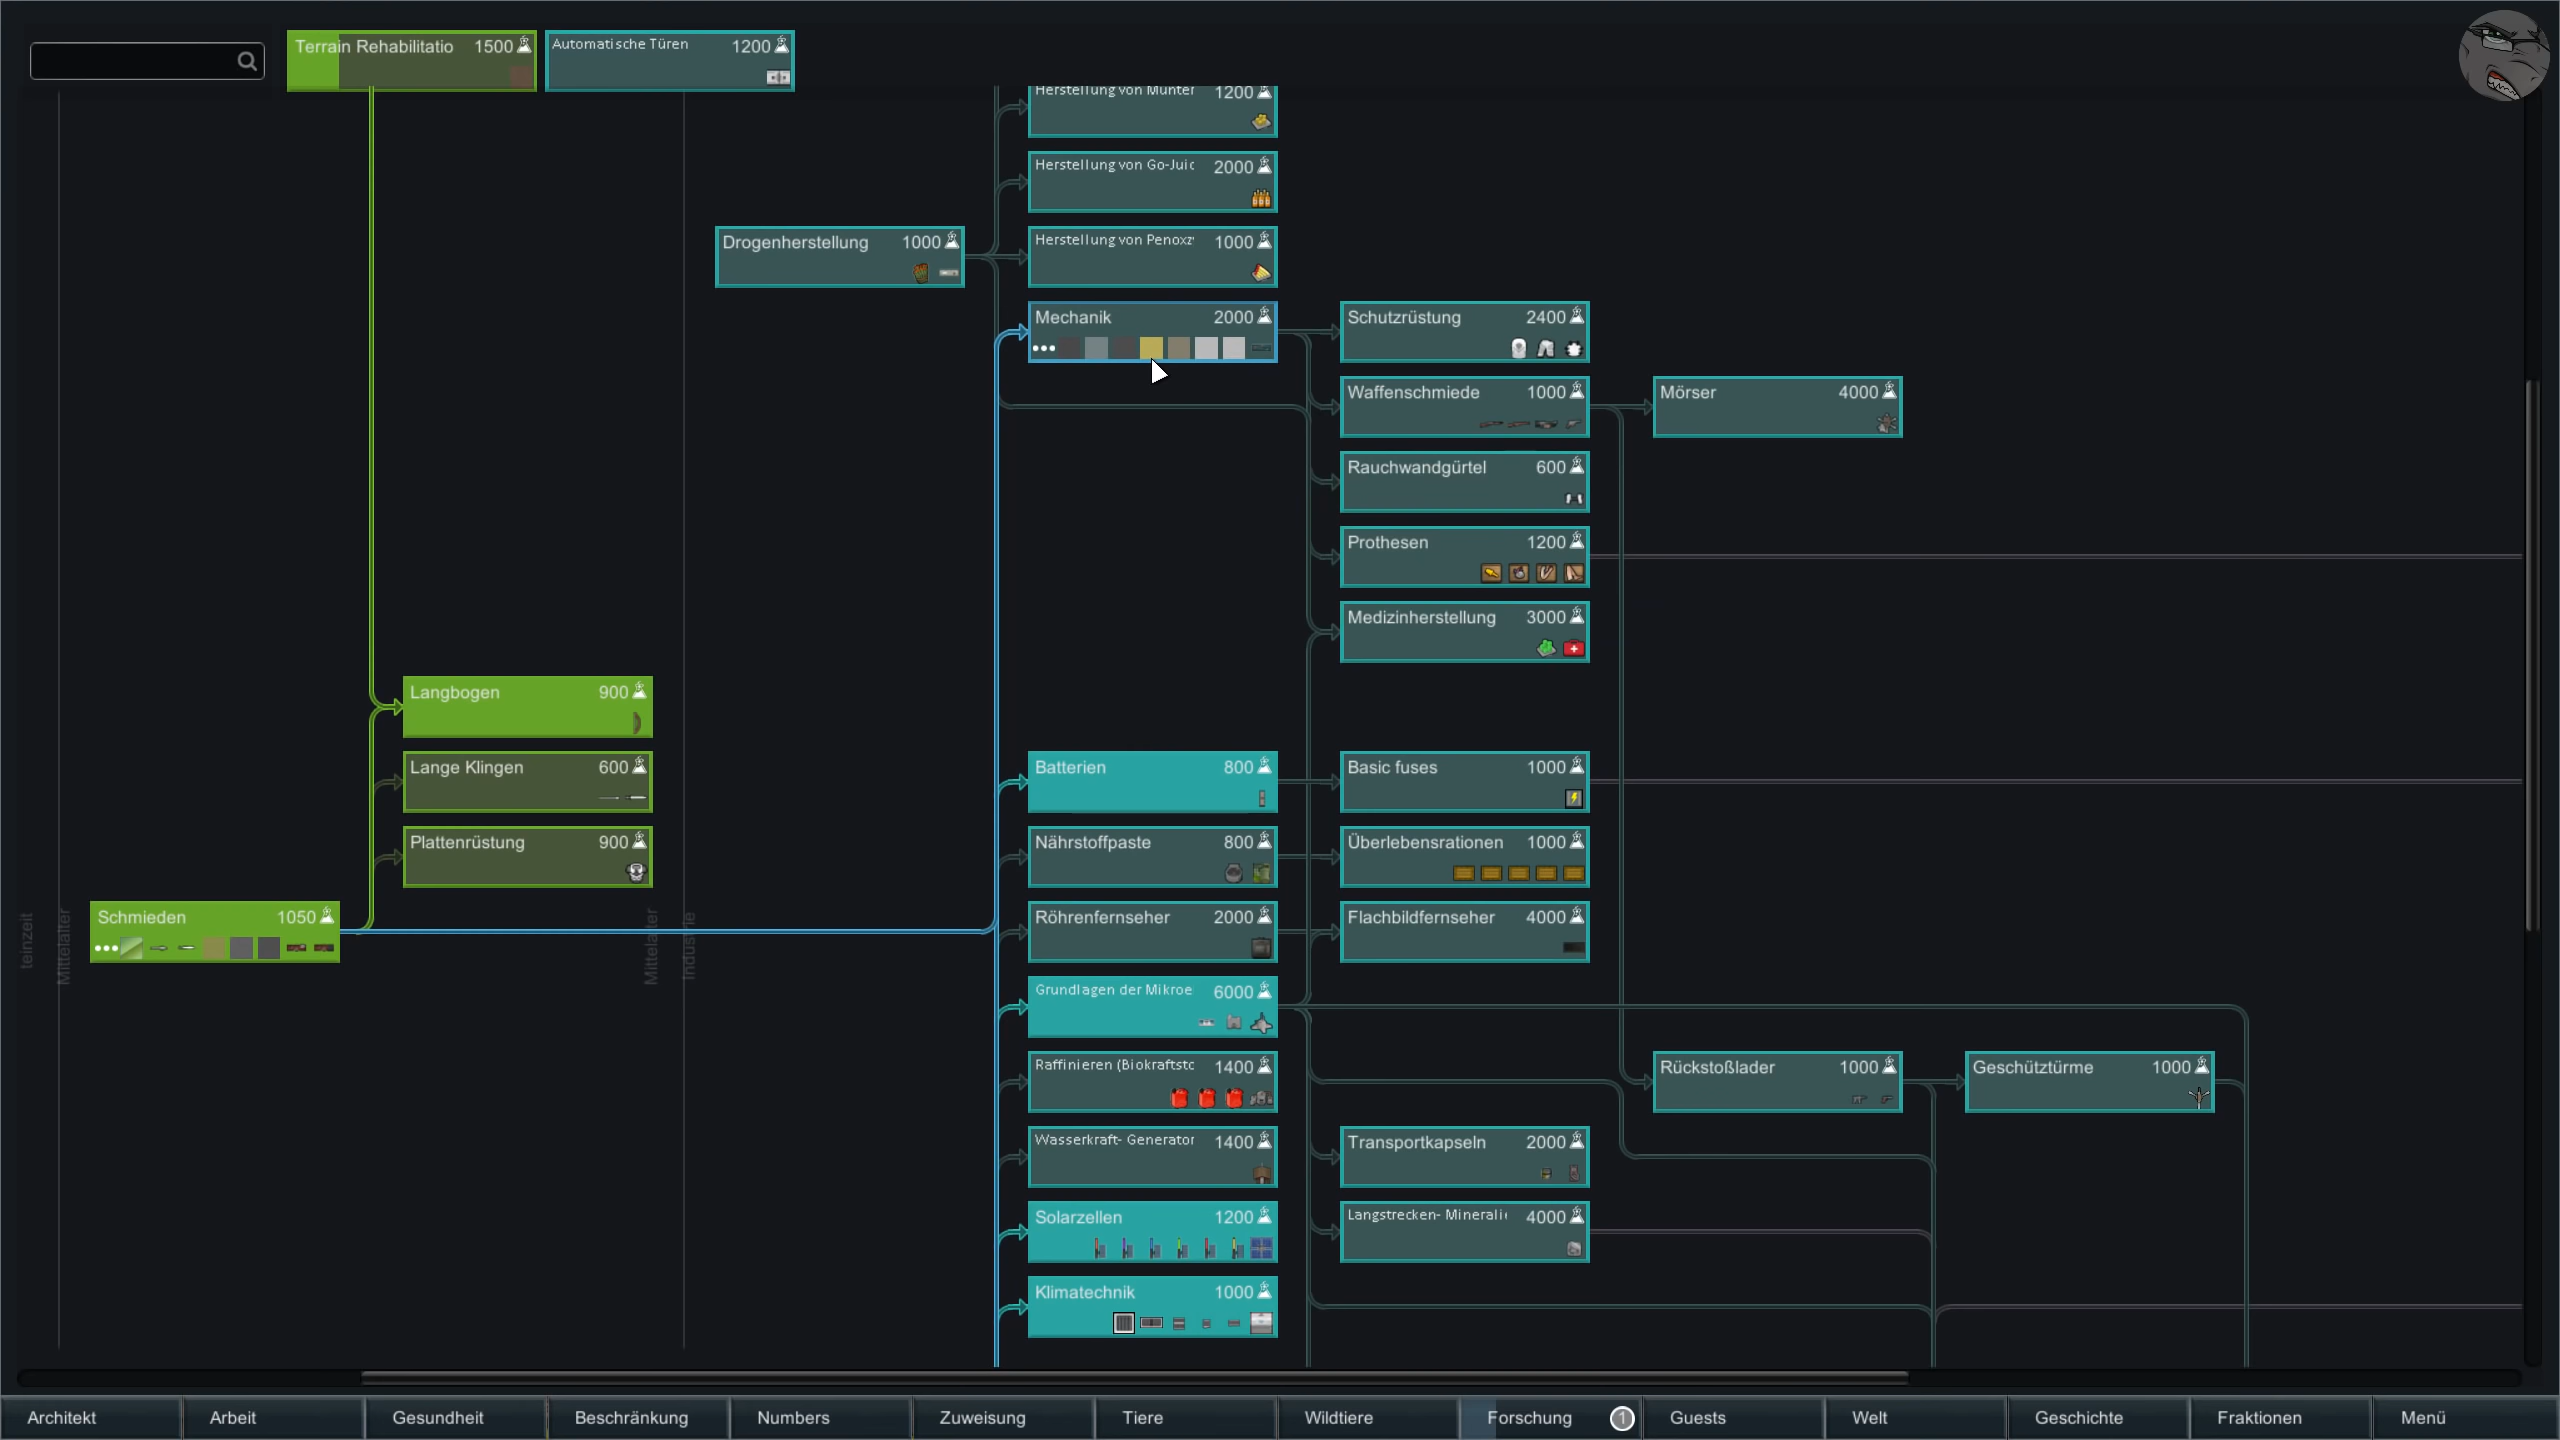 Terrain Rehabilitatio 1500
Automatische Türen 1200
Herstellung von Munter 1200
Herstellung von Go-Juic 2000
Drogenherstellung 1000
Herstellung von Penoxz 1000
Mechanik 2000
Schutzrüstung 2400
Waffenschmiede 1000
Mörser 4000
Rauchwandgürtel 600
Prothesen 1200
Medizinherstellung 3000
Langbogen 900
Lange Klingen 600
Batterien 800
Basic fuses 1000
Plattenrüstung 900
Nährstoffpaste 800
Überlebensrationen 1000
Schmieden 1050
Röhrenfernseher 2000
Flachbildfernseher 4000
teinzeit
Mittelalter
Mittelalter
Industrie
Grundlagen der Mikroe 6000
Raffinieren (Biokraftstc 1400
Rückstoßlader 1000
Geschütztürme 1000
Wasserkraft- Generator 1400
Transportkapseln 2000
Solarzellen 1200
Langstrecken- Minerali 4000
Klimatechnik 1000
Architekt
Arbeit
Gesundheit
Beschränkung
Numbers
Zuweisung
Tiere
Wildtiere
Forschung 1
Guests
Welt
Geschichte
Fraktionen
Menü